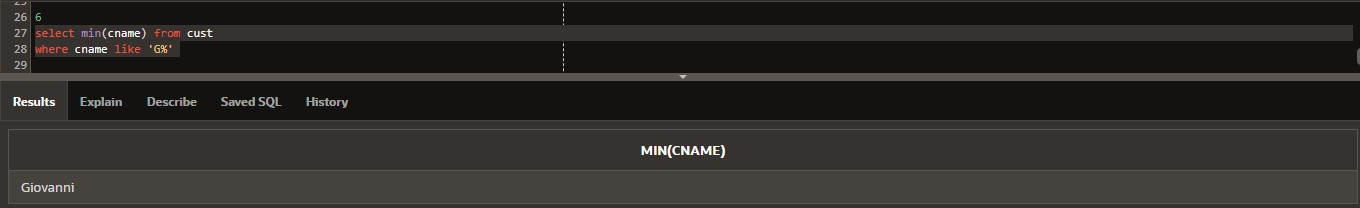 25
26 6
27 select min(cname) from cust
28 where cname like 'G%'
29
Results Explain Describe Saved SQL History
MIN(CNAME)
Giovanni